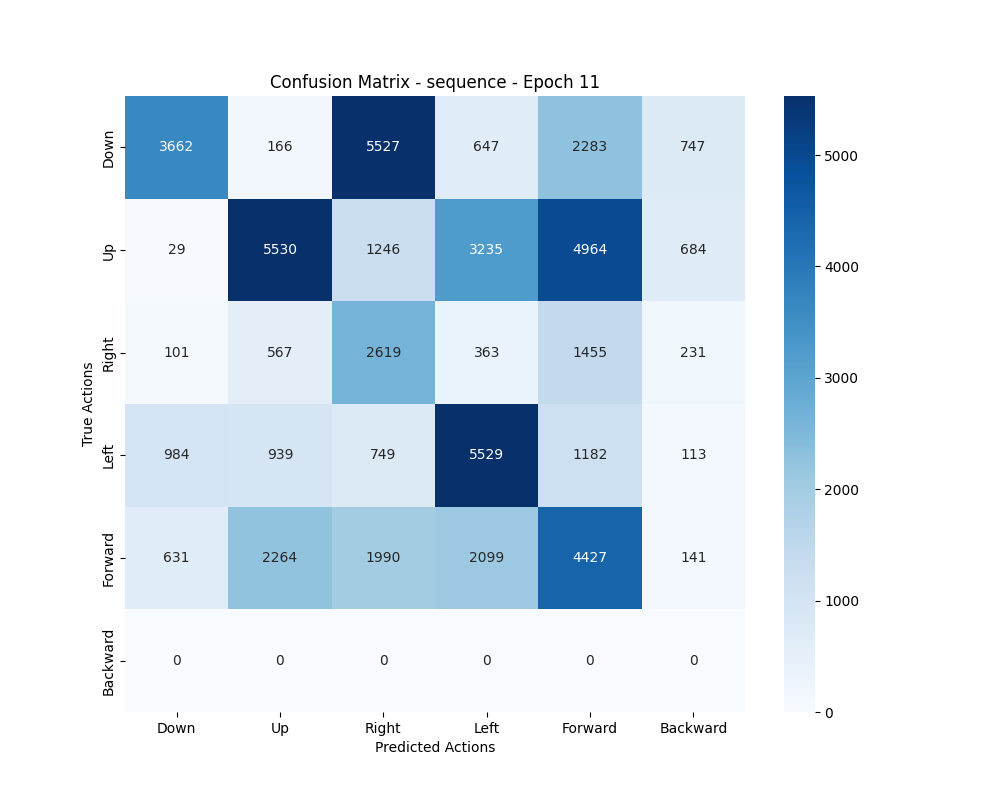 Confusion Matrix - sequence - Epoch 11
True Actions
Down 3662 166 5527 647 2283 747
Up 29 5530 1246 3235 4964 684
Right 101 567 2619 363 1455 231
Left 984 939 749 5529 1182 113
Forward 631 2264 1990 2099 4427 141
Backward 0 0 0 0 0 0
Down Up Right Left Forward Backward
Predicted Actions
5000
4000
3000
2000
1000
0